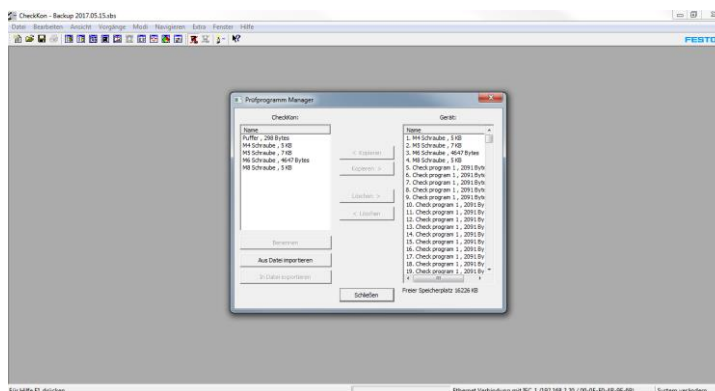 CheckKon - Backup 2017.05.15.xbs
Datei Bearbeiten Ansicht Vorgänge Modi Navigieren Extra Fenster Hilfe
FESTO
Prüfprogramm Manager
CheckKon:
Gerät:
Name
Puffer , 298 Bytes
M4 Schraube , 5 KB
M5 Schraube , 7 KB
M6 Schraube , 4647 Bytes
M8 Schraube , 5 KB
< Kopieren
Kopieren >
Löschen >
< Löschen
Name
1. M4 Schraube , 5 KB
2. M5 Schraube , 7 KB
3. M6 Schraube , 4647 Bytes
4. M8 Schraube , 5 KB
5. Check program 1 , 2091 Byte
6. Check program 1 , 2091 Byte
7. Check program 1 , 2091 Byte
8. Check program 1 , 2091 Byte
9. Check program 1 , 2091 Byte
10. Check program 1 , 2091 By
11. Check program 1 , 2091 By
12. Check program 1 , 2091 By
13. Check program 1 , 2091 By
14. Check program 1 , 2091 By
15. Check program 1 , 2091 By
16. Check program 1 , 2091 By
17. Check program 1 , 2091 By
18. Check program 1 , 2091 By
19. Check program 1 , 2091 By
Benennen
Aus Datei importieren
In Datei exportieren
Schließen
Freier Speicherplatz 16226 KB
Für Hilfe F1 drücken
Ethernet Verbindung mit
System verändern